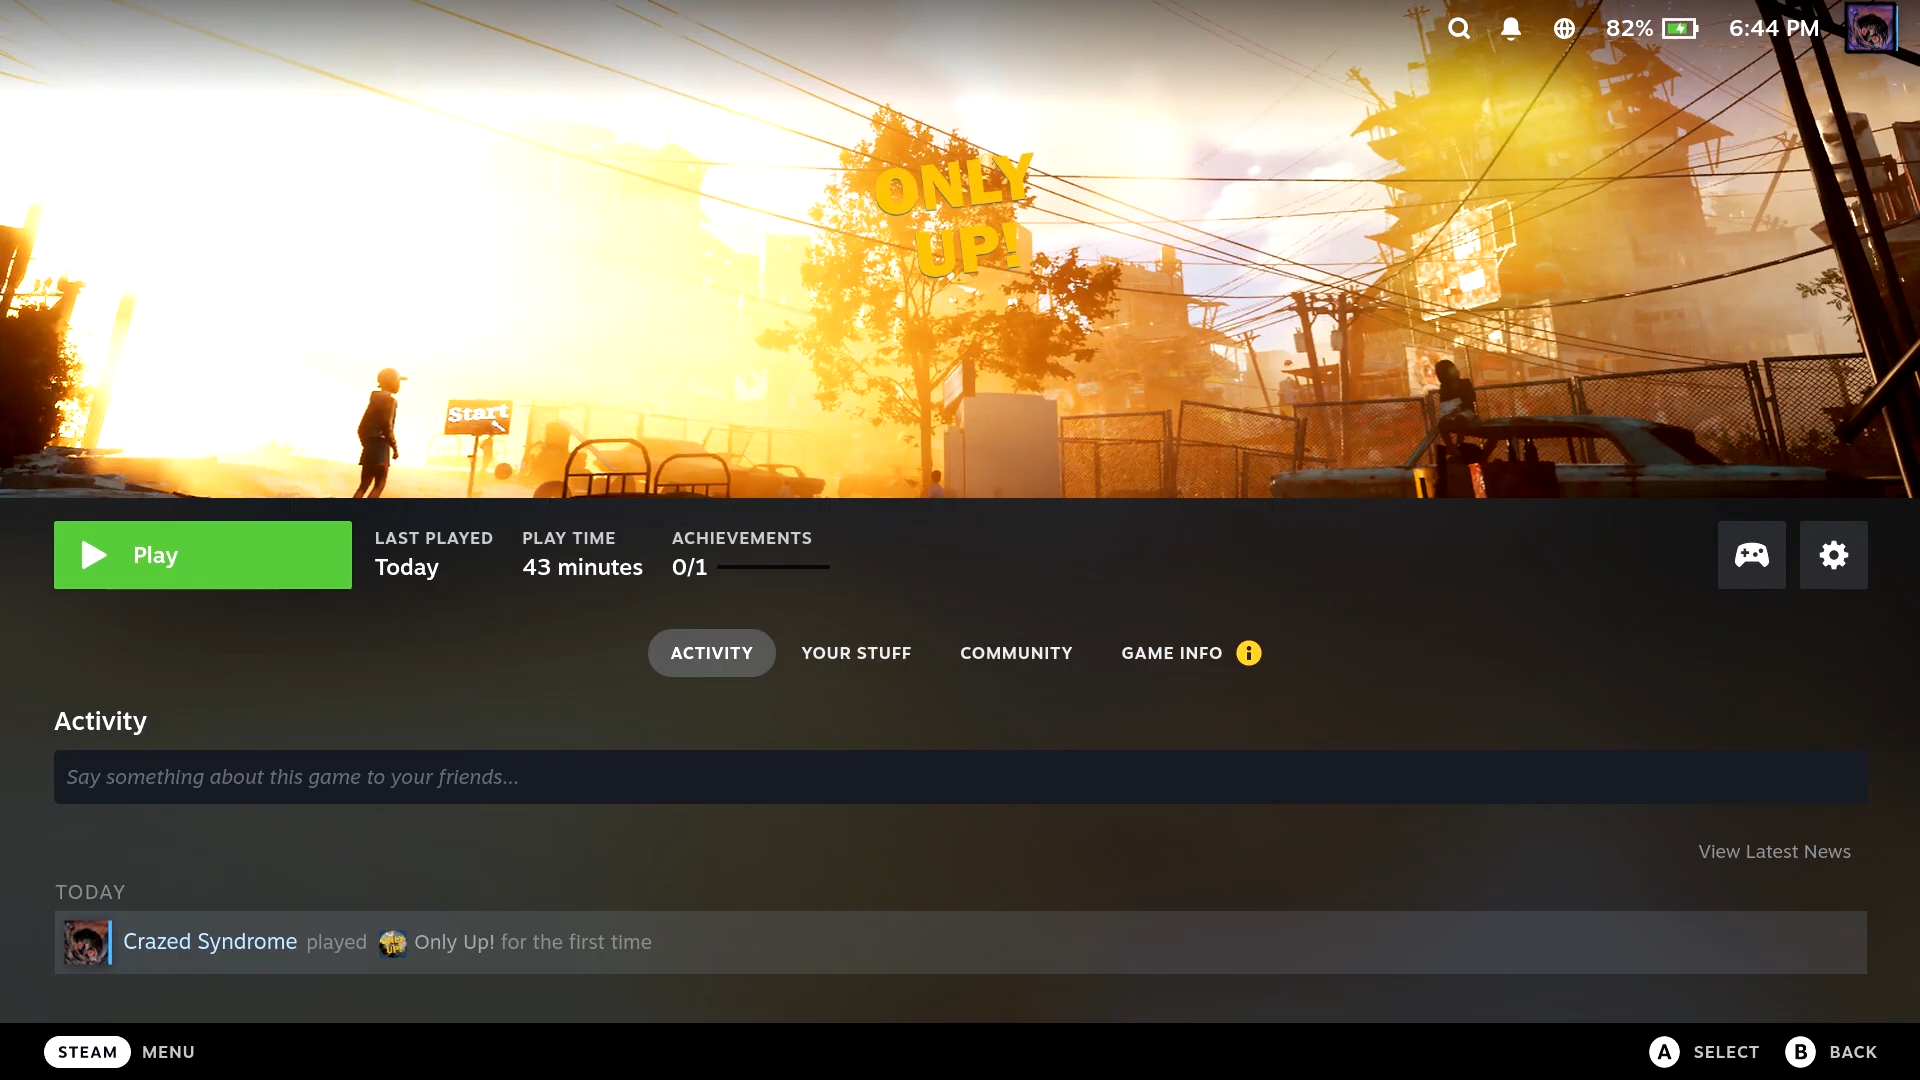 82%
6:44 PM
ONLY
UP!
Start
Play
LAST PLAYED
Today
PLAY TIME
43 minutes
ACHIEVEMENTS
0/1
ACTIVITY
YOUR STUFF
COMMUNITY
GAME INFO
Activity
Say something about this game to your friends...
View Latest News
TODAY
Crazed Syndrome played Only Up! for the first time
STEAM MENU
A SELECT
B BACK